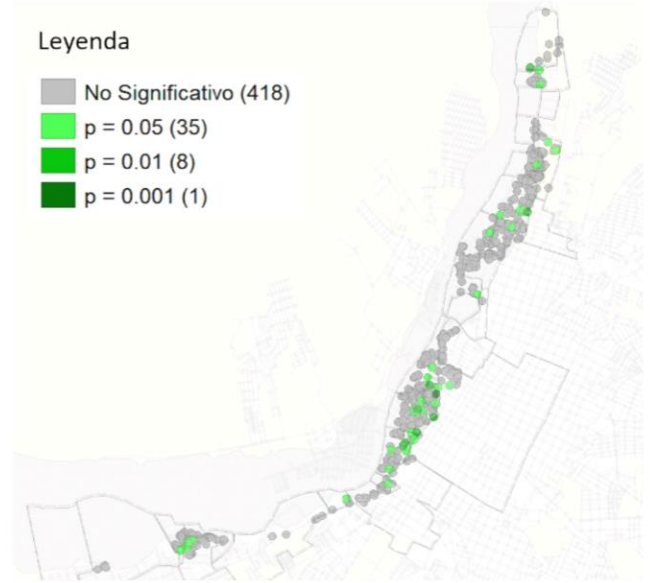 Leyenda
No Significativo (418)
p = 0.05 (35)
p = 0.01 (8)
p = 0.001 (1)